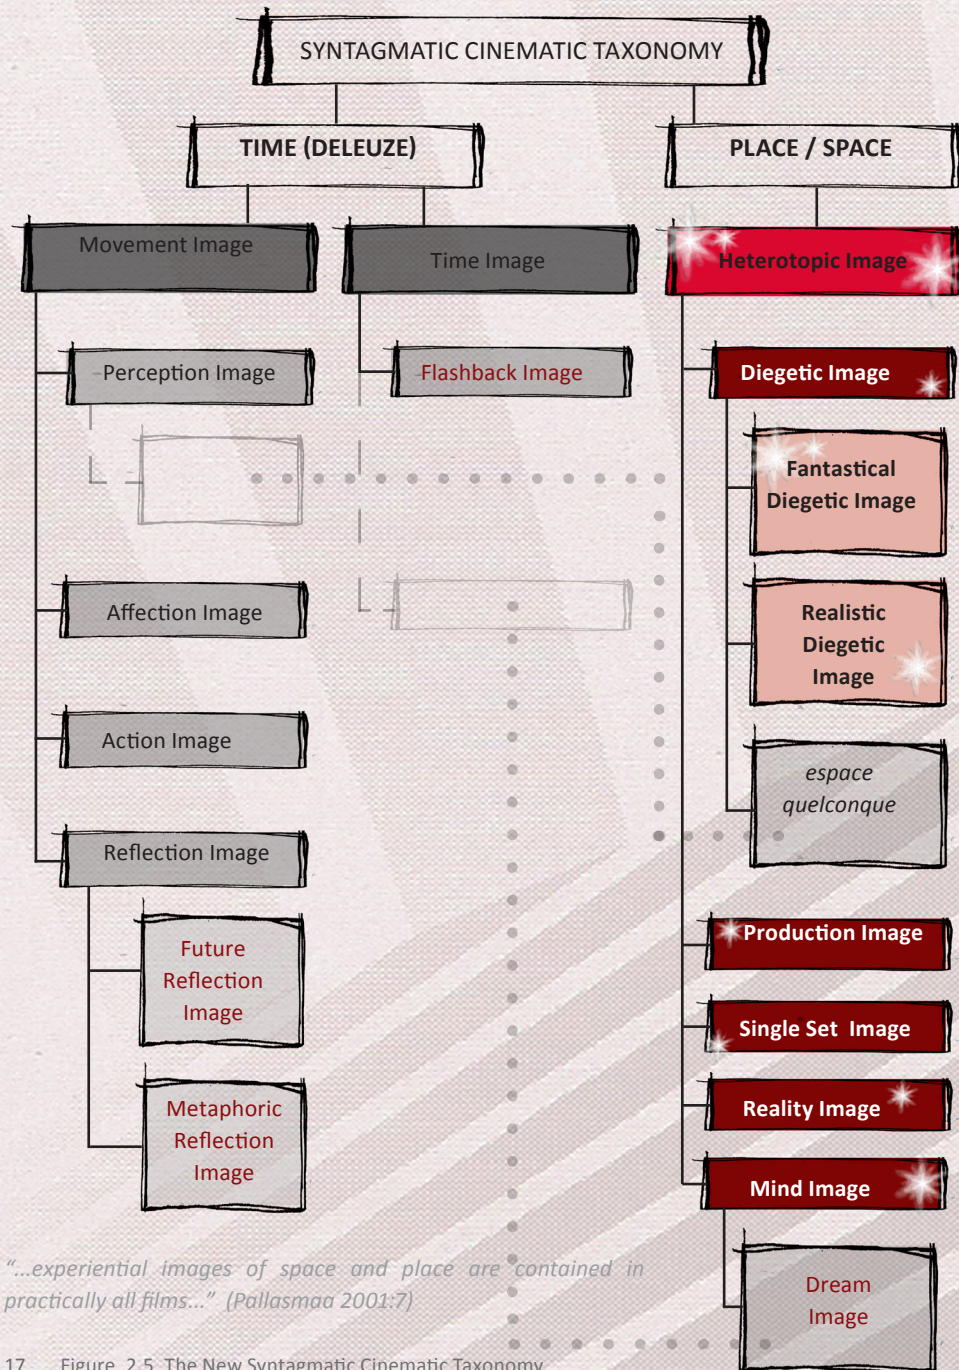 SYNTAGMATIC CINEMATIC TAXONOMY
TIME (DELEUZE)
PLACE / SPACE
Movement Image
Time Image
Heterotopic Image
Perception Image
Flashback Image
Diegetic Image
Fantastical
Diegetic Image
Affection Image
Realistic
Diegetic
Image
Action Image
espace
quelconque
Reflection Image
Future
Reflection
Image
Production Image
Single Set Image
Metaphoric
Reflection
Image
Reality Image
Mind Image
Dream
Image
"...experiential images of space and place are contained in
practically all films..." (Pallasmaa 2001:7)
17 Figure 2.5 The New Syntagmatic Cinematic Taxonomy